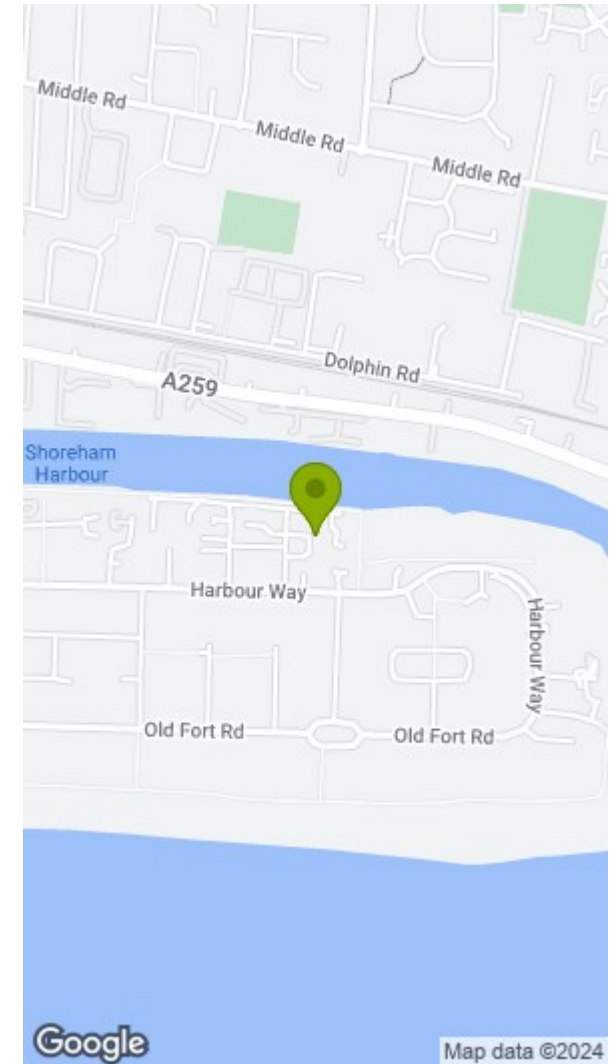 Middle Rd
Middle Rd
Middle Rd
Dolphin Rd
A259
Shoreham
Harbour
Harbour Way
Harbour Way
Old Fort Rd
Old Fort Rd
Google
Map data ©2024